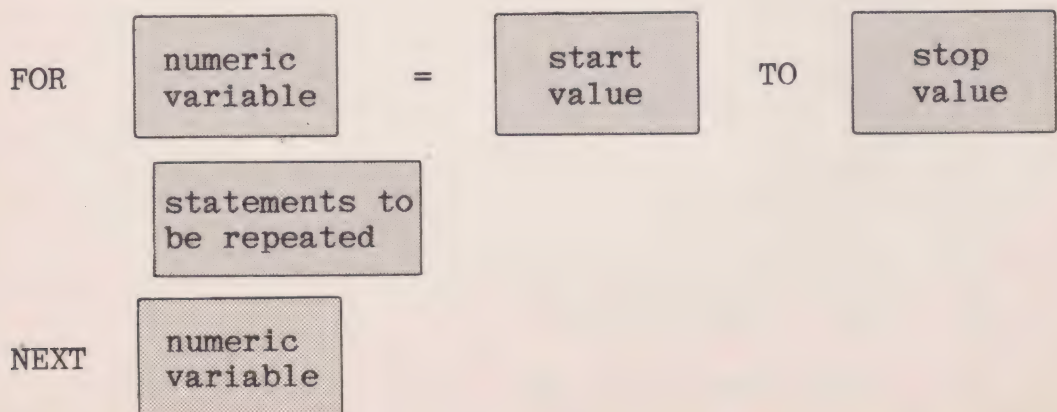 FOR numeric variable = start value TO stop value
statements to
be repeated
NEXT numeric variable